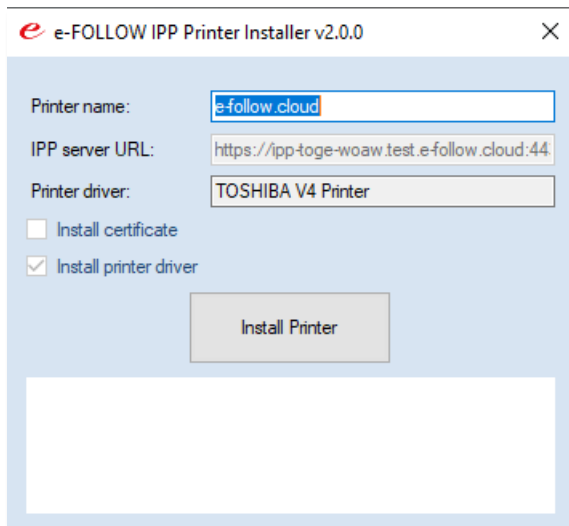 e-FOLLOW IPP Printer Installer v2.0.0
Printer name: e-follow.cloud
IPP server URL: https://ipp-toge-woaw.test.e-follow.cloud:44
Printer driver: TOSHIBA V4 Printer
Install certificate
Install printer driver
Install Printer